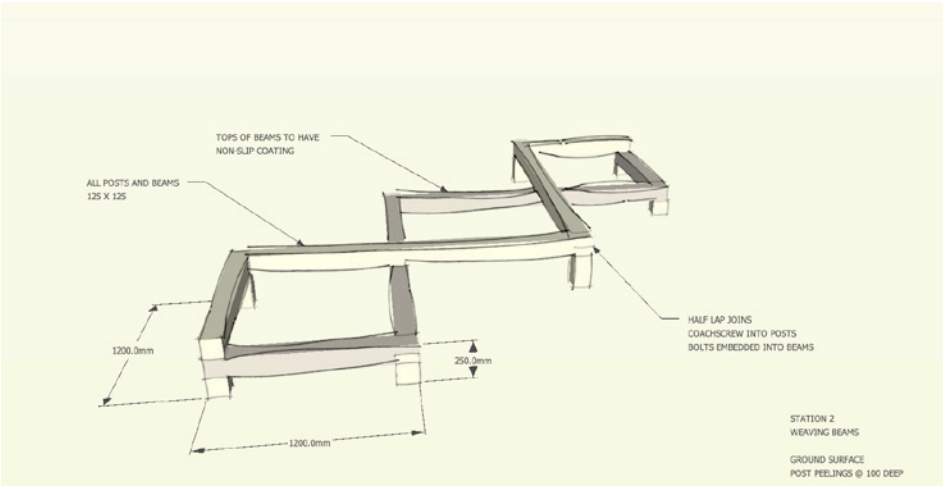 TOPS OF BEAMS TO HAVE
NON-SLIP COATING
ALL POSTS AND BEAMS
125 X 125
HALF LAP JOINS
COACHSCREW INTO POSTS
BOLTS EMBEDDED INTO BEAMS
1200.0mm
250.0mm
1200.0mm
STATION 2
WEAVING BEAMS
GROUND SURFACE
POST PEELINGS @ 100 DEEP